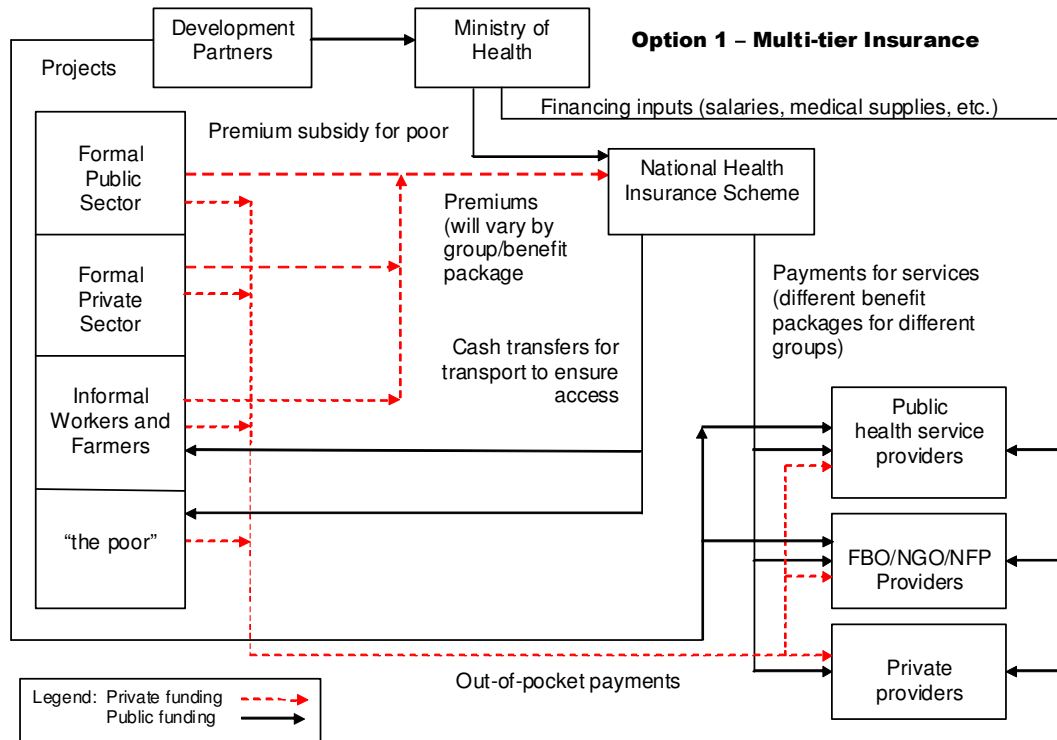 Option 1 – Multi-tier Insurance
Development
Partners
Ministry of
Health
Projects
Financing inputs (salaries, medical supplies, etc.)
Premium subsidy for poor
Formal
Public
Sector
National Health
Insurance Scheme
Premiums
(will vary by
group/benefit
package
Formal
Private
Sector
Payments for services
(different benefit
packages for different
groups)
Cash transfers for
transport to ensure
access
Informal
Workers and
Farmers
Public
health service
providers
“the poor”
FBO/NGO/NFP
Providers
Private
providers
Out-of-pocket payments
Legend: Private funding
Public funding